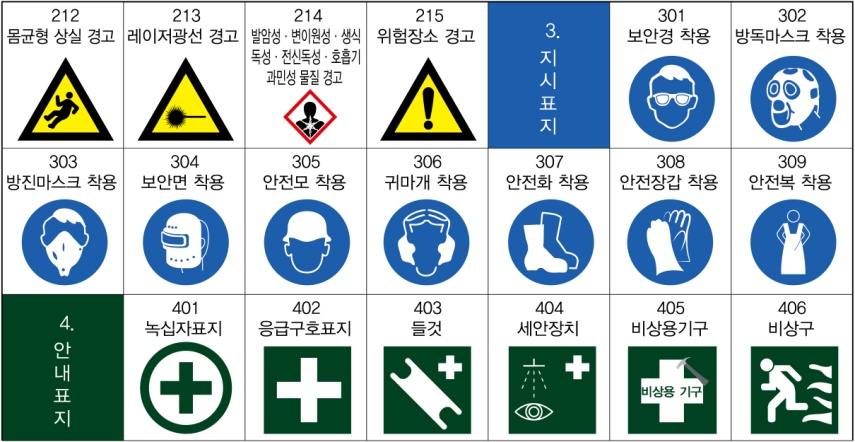 212
몸균형 상실 경고
213
레이저광선 경고
214
발암성·변이원성·생식
독성·전신독성·호흡기
과민성 물질 경고
215
위험장소 경고
3.
지
시
표
지
301
보안경 착용
302
방독마스크 착용
303
방진마스크 착용
304
보안면 착용
305
안전모 착용
306
귀마개 착용
307
안전화 착용
308
안전장갑 착용
309
안전복 착용
4.
안
내
표
지
401
녹십자표지
402
응급구호표지
403
들것
404
세안장치
405
비상용기구
비상용 기구
406
비상구